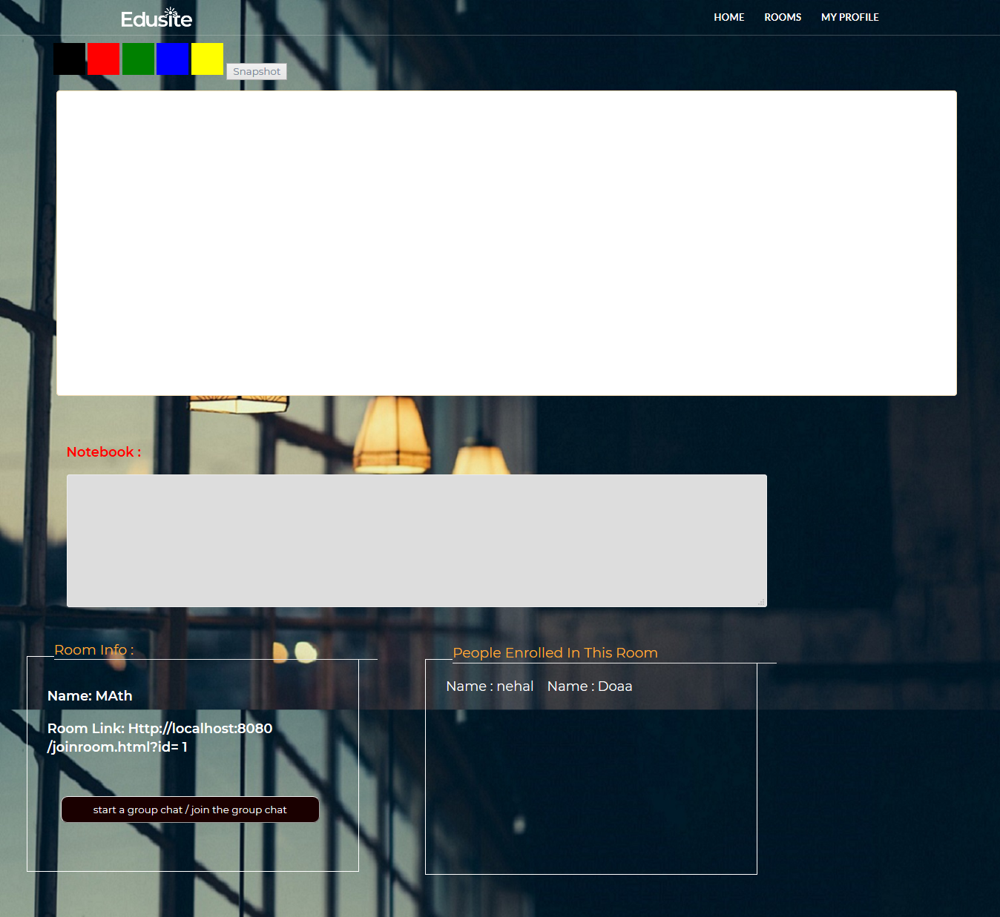 Edusite
HOME ROOMS MY PROFILE
Snapshot
Notebook :
Room Info :
Name: MAth
Room Link: Http://localhost:8080
/joinroom.html?id= 1
start a group chat / join the group chat
People Enrolled In This Room
Name : nehal Name : Doaa